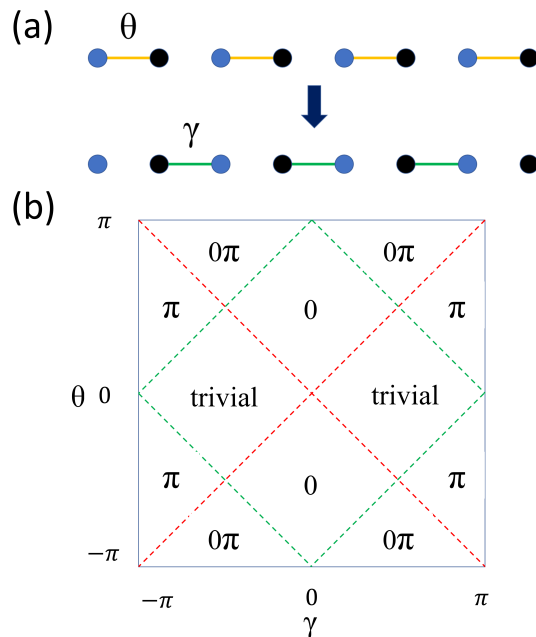 (a)
θ
γ
(b)
π
0π 0π
π 0 π
θ 0 trivial trivial
π 0 π
0π 0π
−π
−π 0 π
γ